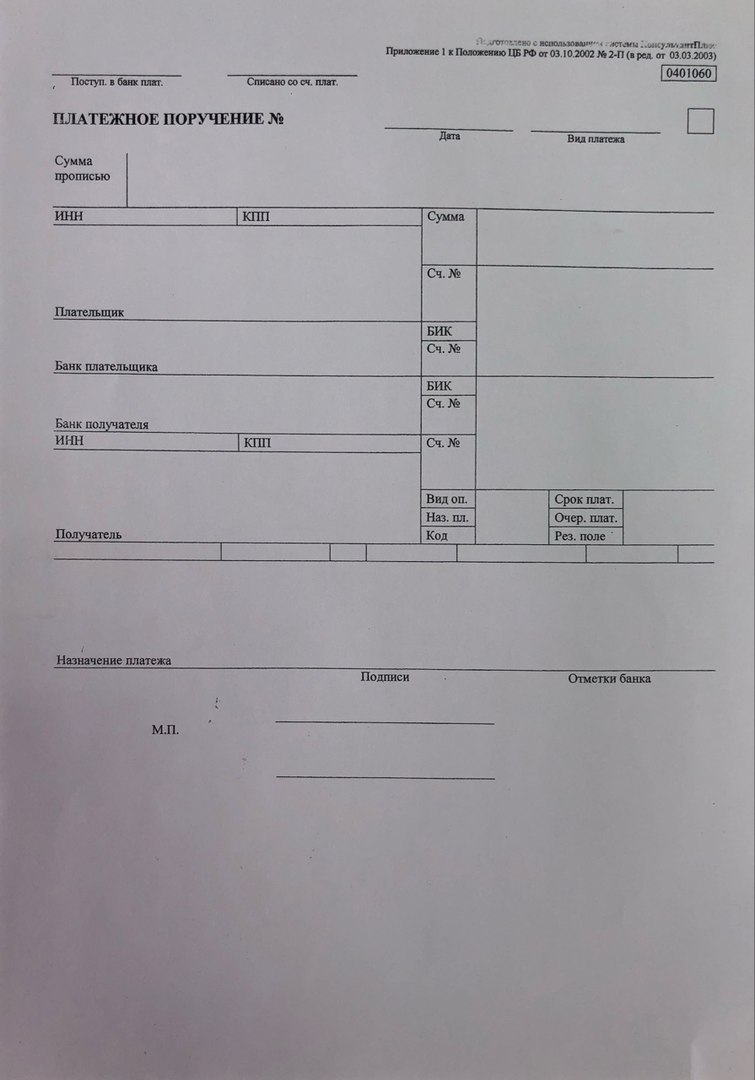 Подготовлено с использованием системы КонсультантПлюс
Приложение 1 к Положению ЦБ РФ от 03.10.2002 № 2-П (в ред. от 03.03.2003)
0401060
Поступ. в банк плат. Списано со сч. плат.
ПЛАТЕЖНОЕ ПОРУЧЕНИЕ №
Дата Вид платежа
Сумма
прописью
ИНН КПП Сумма
Сч. №
Плательщик
БИК
Сч. №
Банк плательщика
БИК
Сч. №
Банк получателя
ИНН КПП Сч. №
Вид оп. Срок плат.
Наз. пл. Очер. плат.
Получатель Код Рез. поле
Назначение платежа
Подписи Отметки банка
М.П.